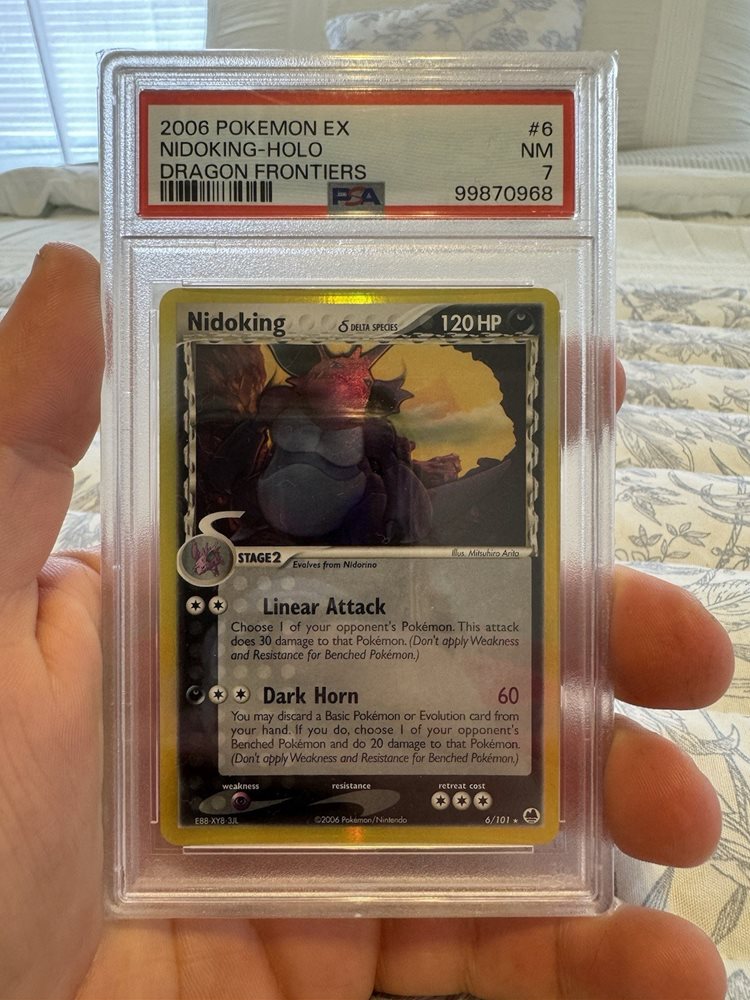 2006 POKEMON EX #6
NIDOKING-HOLO NM
DRAGON FRONTIERS 7
PSA 99870968
Nidoking δ DELTA SPECIES 120 HP
Illus. Mitsuhiro Arita
STAGE2 Evolves from Nidorino
Linear Attack
Choose 1 of your opponent's Pokémon. This attack
does 30 damage to that Pokémon. (Don't apply Weakness
and Resistance for Benched Pokémon.)
Dark Horn 60
You may discard a Basic Pokémon or Evolution card from
your hand. If you do, choose 1 of your opponent's
Benched Pokémon and do 20 damage to that Pokémon.
(Don't apply Weakness and Resistance for Benched Pokémon.)
weakness resistance retreat cost
E88·XY8·3JL ©2006 Pokémon/Nintendo 6/101 ★